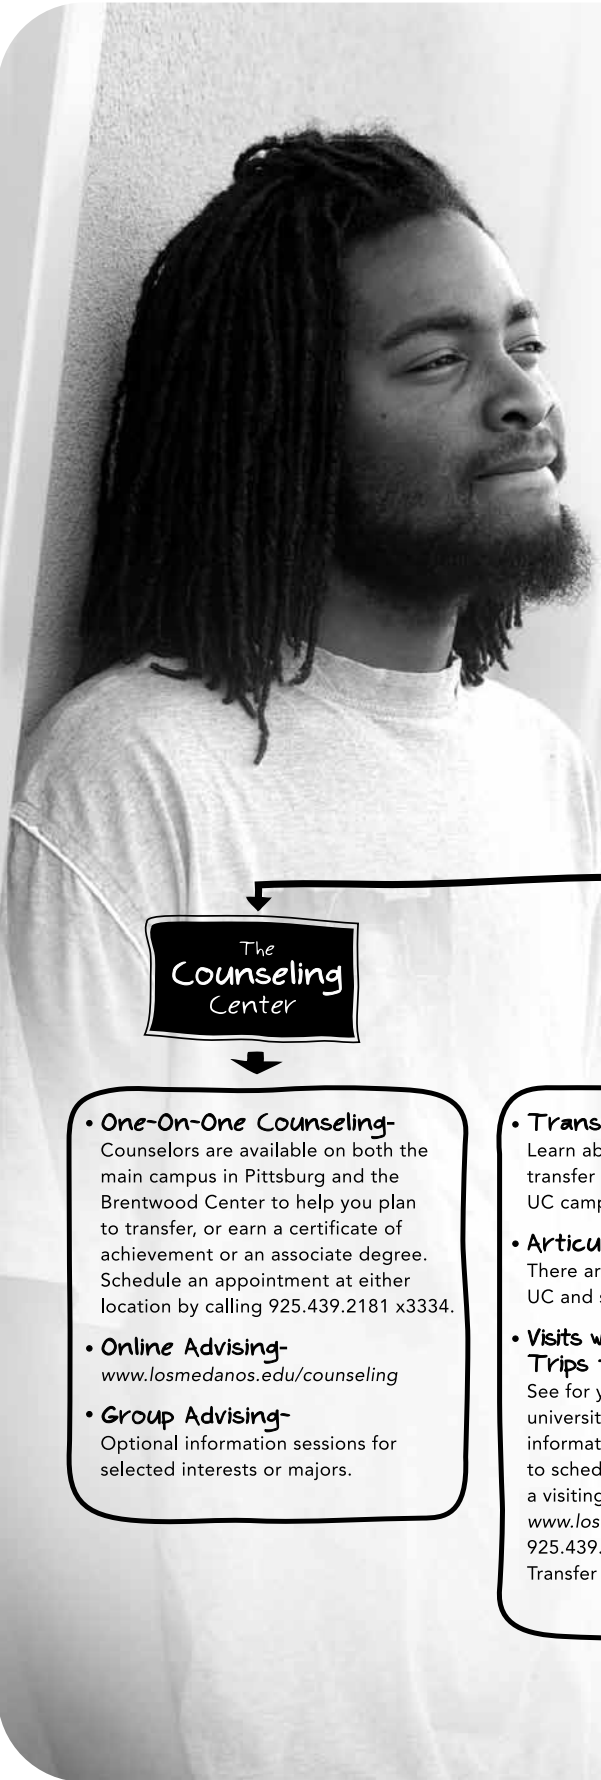 The
Counseling
Center
• One-On-One Counseling-
Counselors are available on both the
main campus in Pittsburg and the
Brentwood Center to help you plan
to transfer, or earn a certificate of
achievement or an associate degree.
Schedule an appointment at either
location by calling 925.439.2181 x3334.
• Online Advising-
www.losmedanos.edu/counseling
• Group Advising-
Optional information sessions for
selected interests or majors.
• Trans
Learn ab
transfer
UC camp
• Articu
There ar
UC and s
• Visits w
Trips
See for y
universit
informat
to sched
a visiting
www.los
925.439.
Transfer